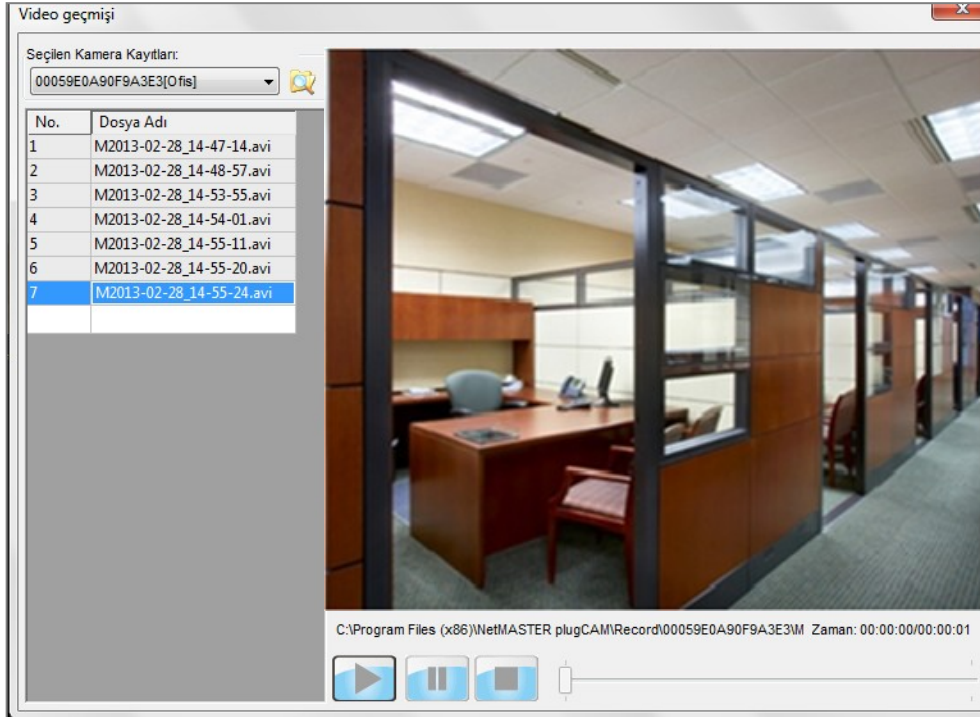 Video geçmişi
Seçilen Kamera Kayıtları:
00059E0A90F9A3E3[Ofis]
No. Dosya Adı
1 M2013-02-28_14-47-14.avi
2 M2013-02-28_14-48-57.avi
3 M2013-02-28_14-53-55.avi
4 M2013-02-28_14-54-01.avi
5 M2013-02-28_14-55-11.avi
6 M2013-02-28_14-55-20.avi
7 M2013-02-28_14-55-24.avi
C:\Program Files (x86)\NetMASTER plugCAM\Record\00059E0A90F9A3E3\M Zaman: 00:00:00/00:00:01